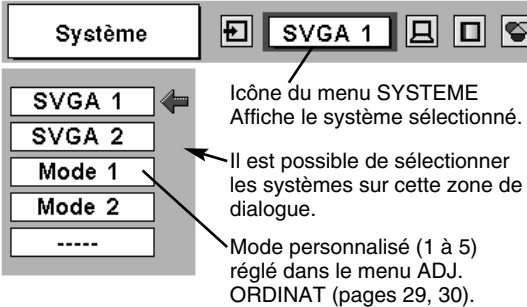 Système
SVGA 1
SVGA 1
SVGA 2
Mode 1
Mode 2
-----
Icône du menu SYSTEME
Affiche le système sélectionné.
Il est possible de sélectionner
les systèmes sur cette zone de
dialogue.
Mode personnalisé (1 à 5)
réglé dans le menu ADJ.
ORDINAT (pages 29, 30).